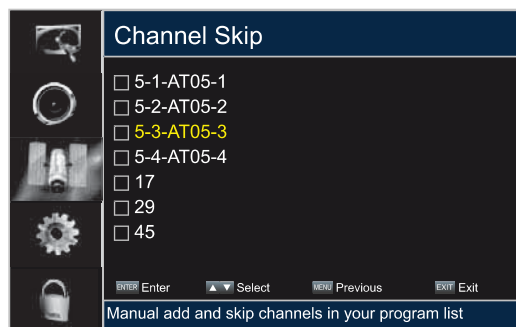 Channel Skip
5-1-AT05-1
5-2-AT05-2
5-3-AT05-3
5-4-AT05-4
17
29
45
ENTER Enter ▲ ▼ Select MENU Previous EXIT Exit
Manual add and skip channels in your program list